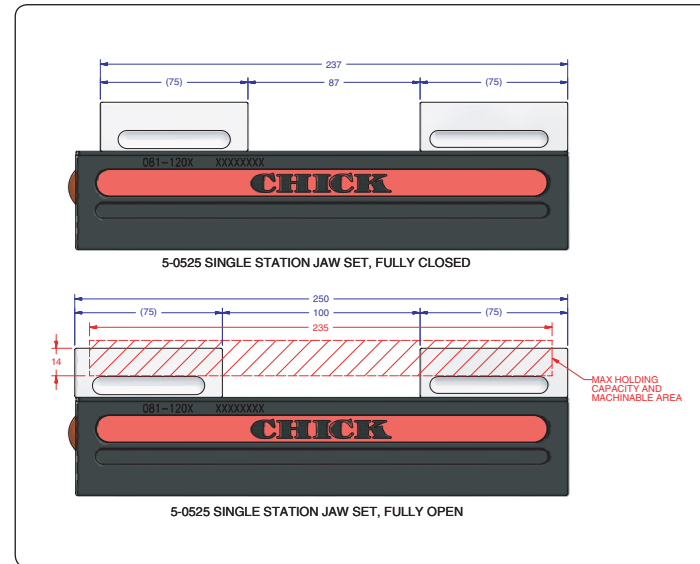 237
(75) 87 (75)
081-120X XXXXXXXX
CHICK
5-0525 SINGLE STATION JAW SET, FULLY CLOSED
250
(75) 100 (75)
235
14
MAX HOLDING
CAPACITY AND
MACHINABLE AREA
081-120X XXXXXXXX
CHICK
5-0525 SINGLE STATION JAW SET, FULLY OPEN